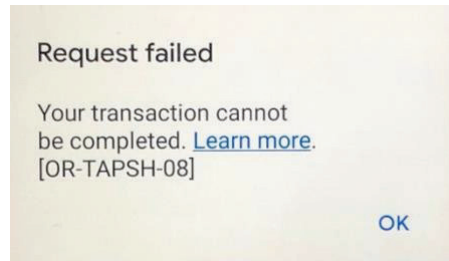 Request failed
Your transaction cannot
be completed. Learn more.
[OR-TAPSH-08]
OK